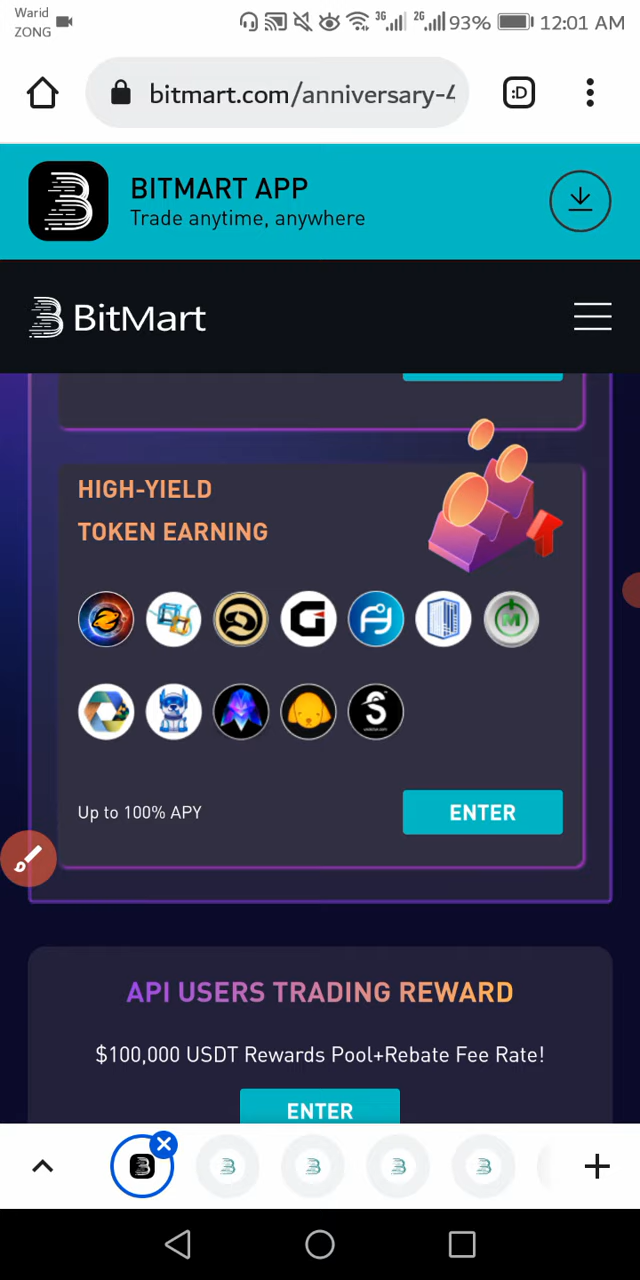 Warid
ZONG
3G
2G
93%
12:01 AM
bitmart.com/anniversary-4
:D
BITMART APP
Trade anytime, anywhere
BitMart
HIGH-YIELD
TOKEN EARNING
Up to 100% APY
ENTER
API USERS TRADING REWARD
$100,000 USDT Rewards Pool+Rebate Fee Rate!
ENTER